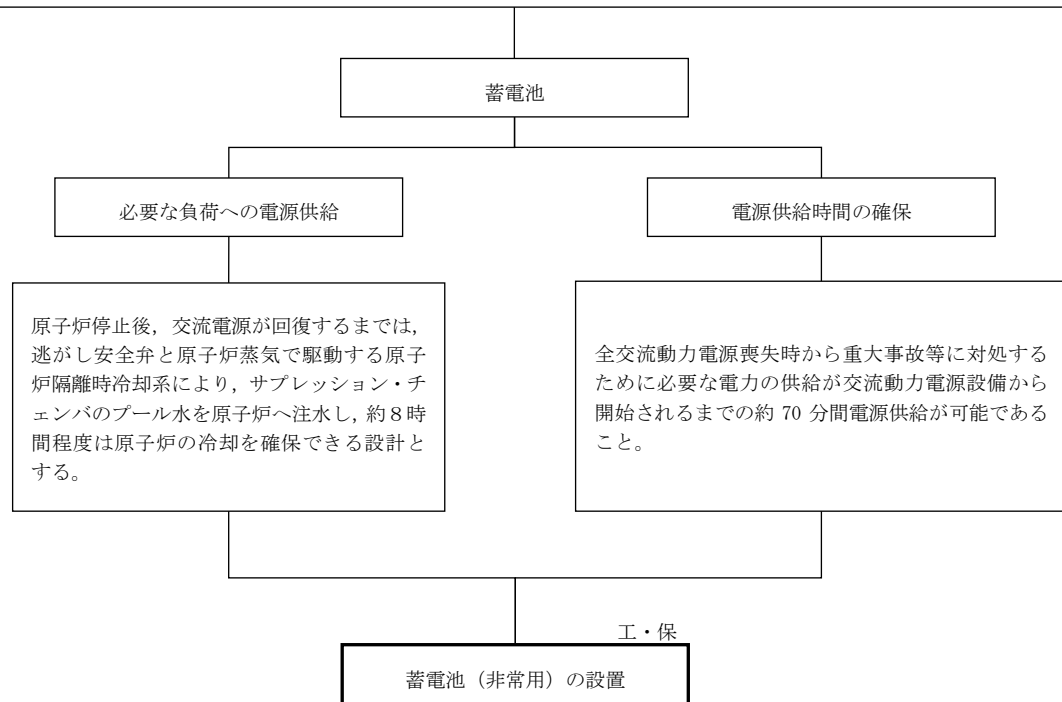 蓄電池
必要な負荷への電源供給
電源供給時間の確保
原子炉停止後，交流電源が回復するまでは，
逃がし安全弁と原子炉蒸気で駆動する原子
炉隔離時冷却系により，サプレッション・チ
ェンバのプール水を原子炉へ注水し，約８時
間程度は原子炉の冷却を確保できる設計と
する。
全交流動力電源喪失時から重大事故等に対処する
ために必要な電力の供給が交流動力電源設備から
開始されるまでの約 70 分間電源供給が可能である
こと。
工・保
蓄電池（非常用）の設置